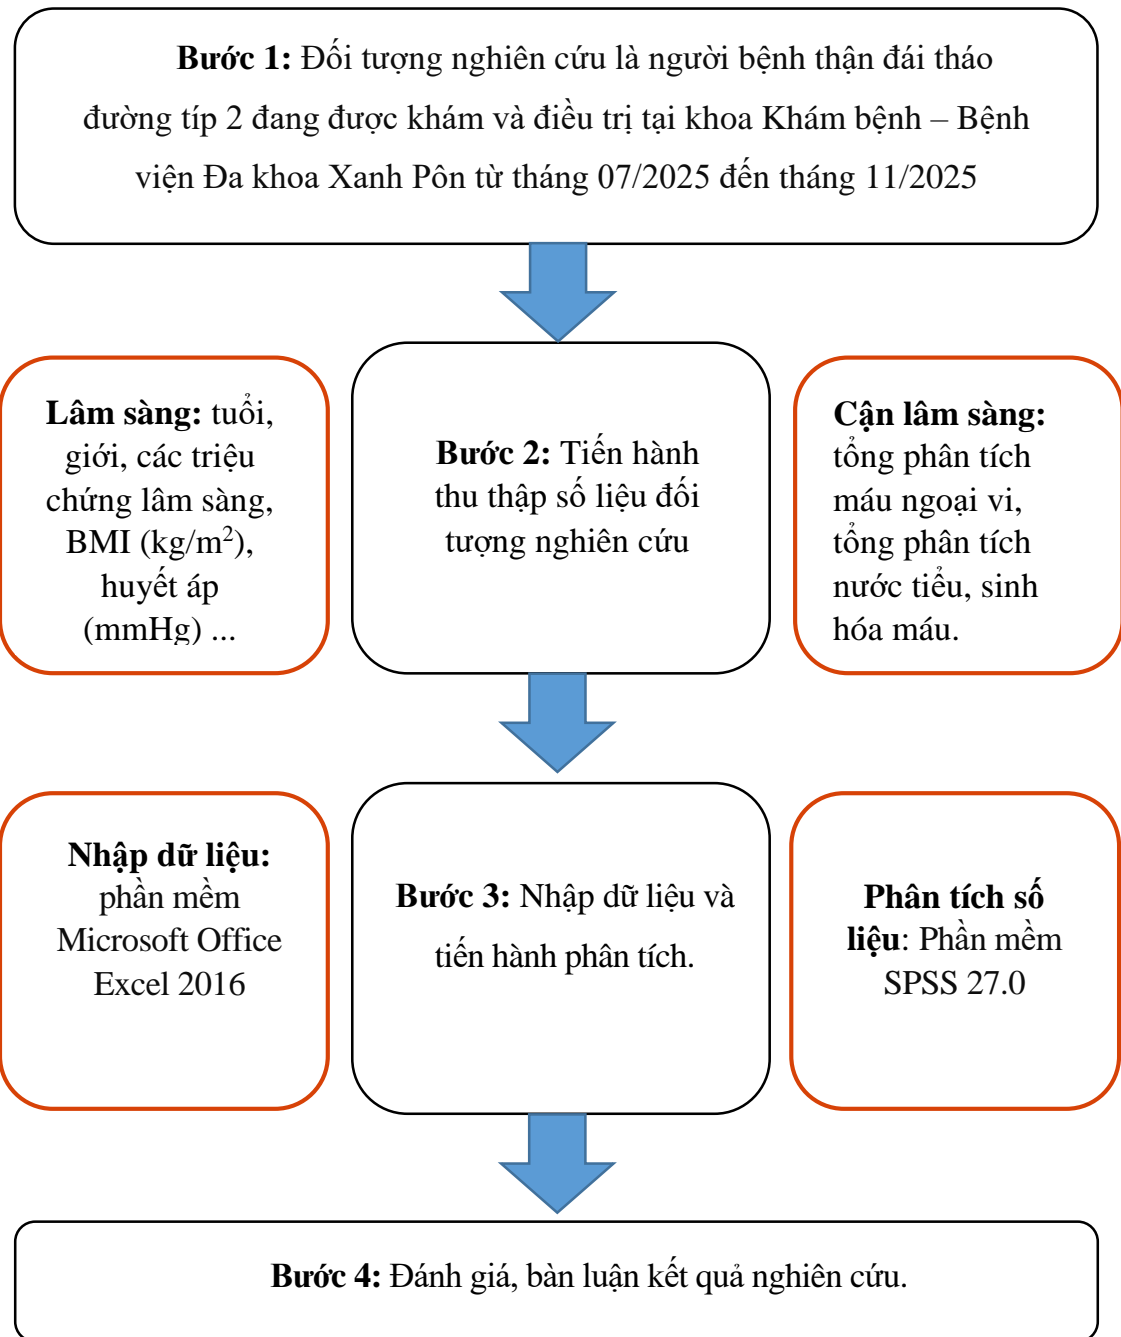 Bước 1: Đối tượng nghiên cứu là người bệnh thận đái tháo
đường típ 2 đang được khám và điều trị tại khoa Khám bệnh – Bệnh
viện Đa khoa Xanh Pôn từ tháng 07/2025 đến tháng 11/2025
Lâm sàng: tuổi,
giới, các triệu
chứng lâm sàng,
BMI (kg/m²),
huyết áp
(mmHg) ...
Bước 2: Tiến hành
thu thập số liệu đối
tượng nghiên cứu
Cận lâm sàng:
tổng phân tích
máu ngoại vi,
tổng phân tích
nước tiểu, sinh
hóa máu.
Nhập dữ liệu:
phần mềm
Microsoft Office
Excel 2016
Bước 3: Nhập dữ liệu và
tiến hành phân tích.
Phân tích số
liệu: Phần mềm
SPSS 27.0
Bước 4: Đánh giá, bàn luận kết quả nghiên cứu.